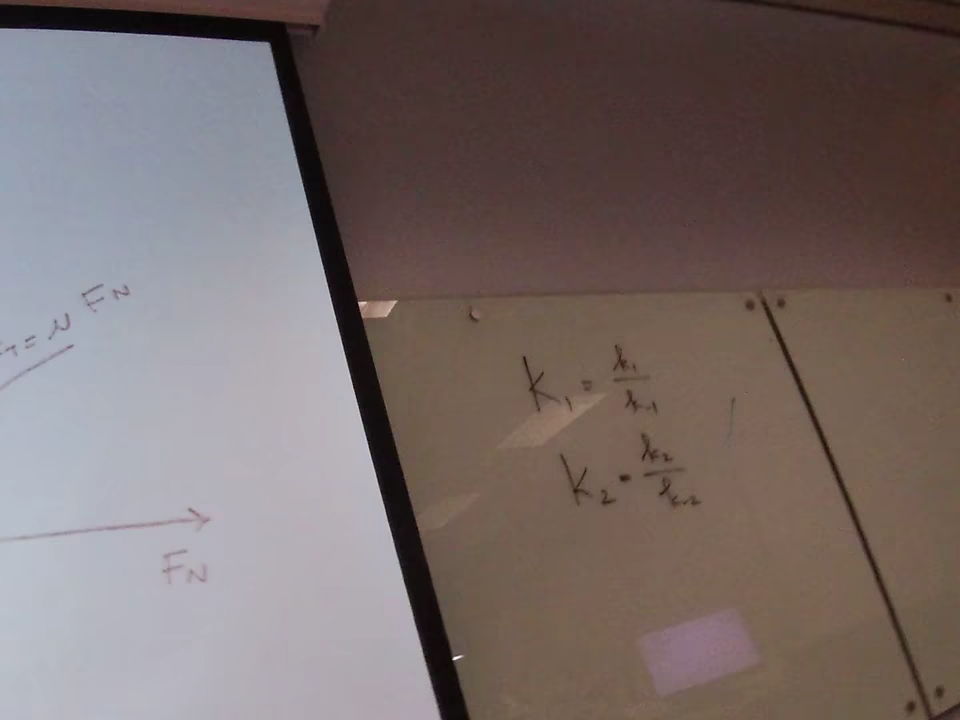 = μ FN
FN
K₁ = k₁ / k₋₁
K₂ = k₂ / k₋₂